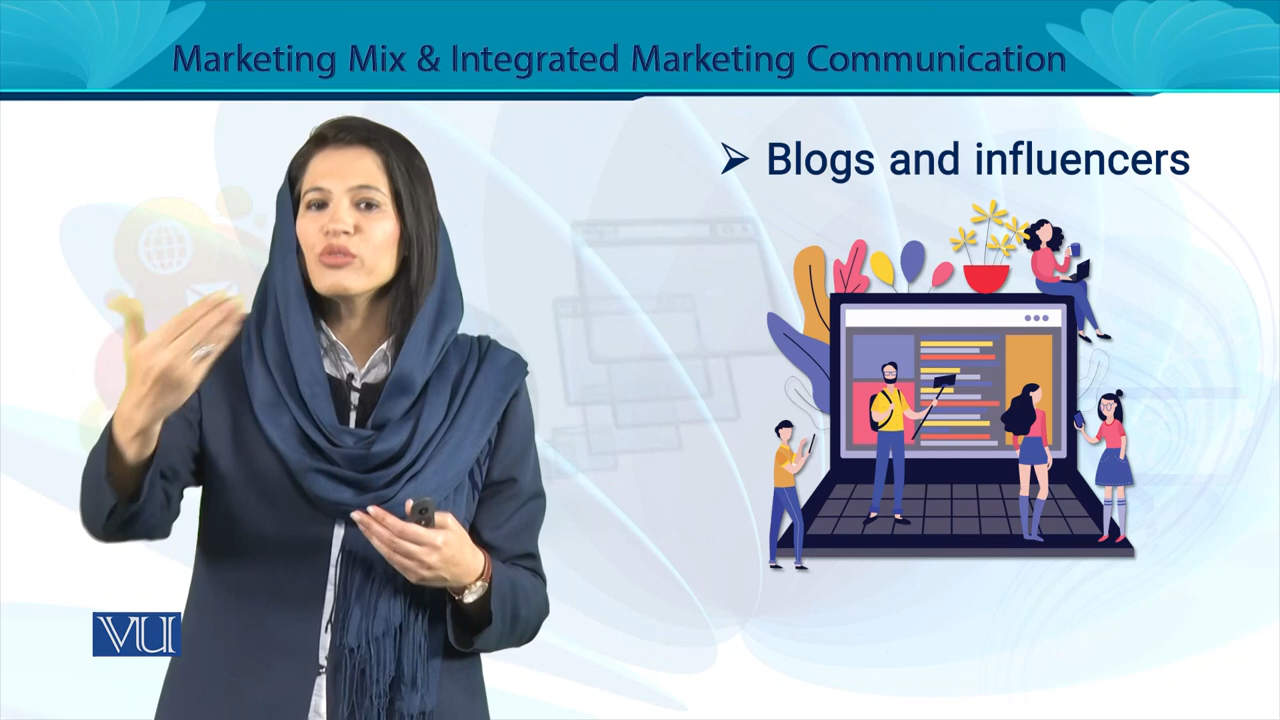 Marketing Mix & Integrated Marketing Communication
➢ Blogs and influencers
VU